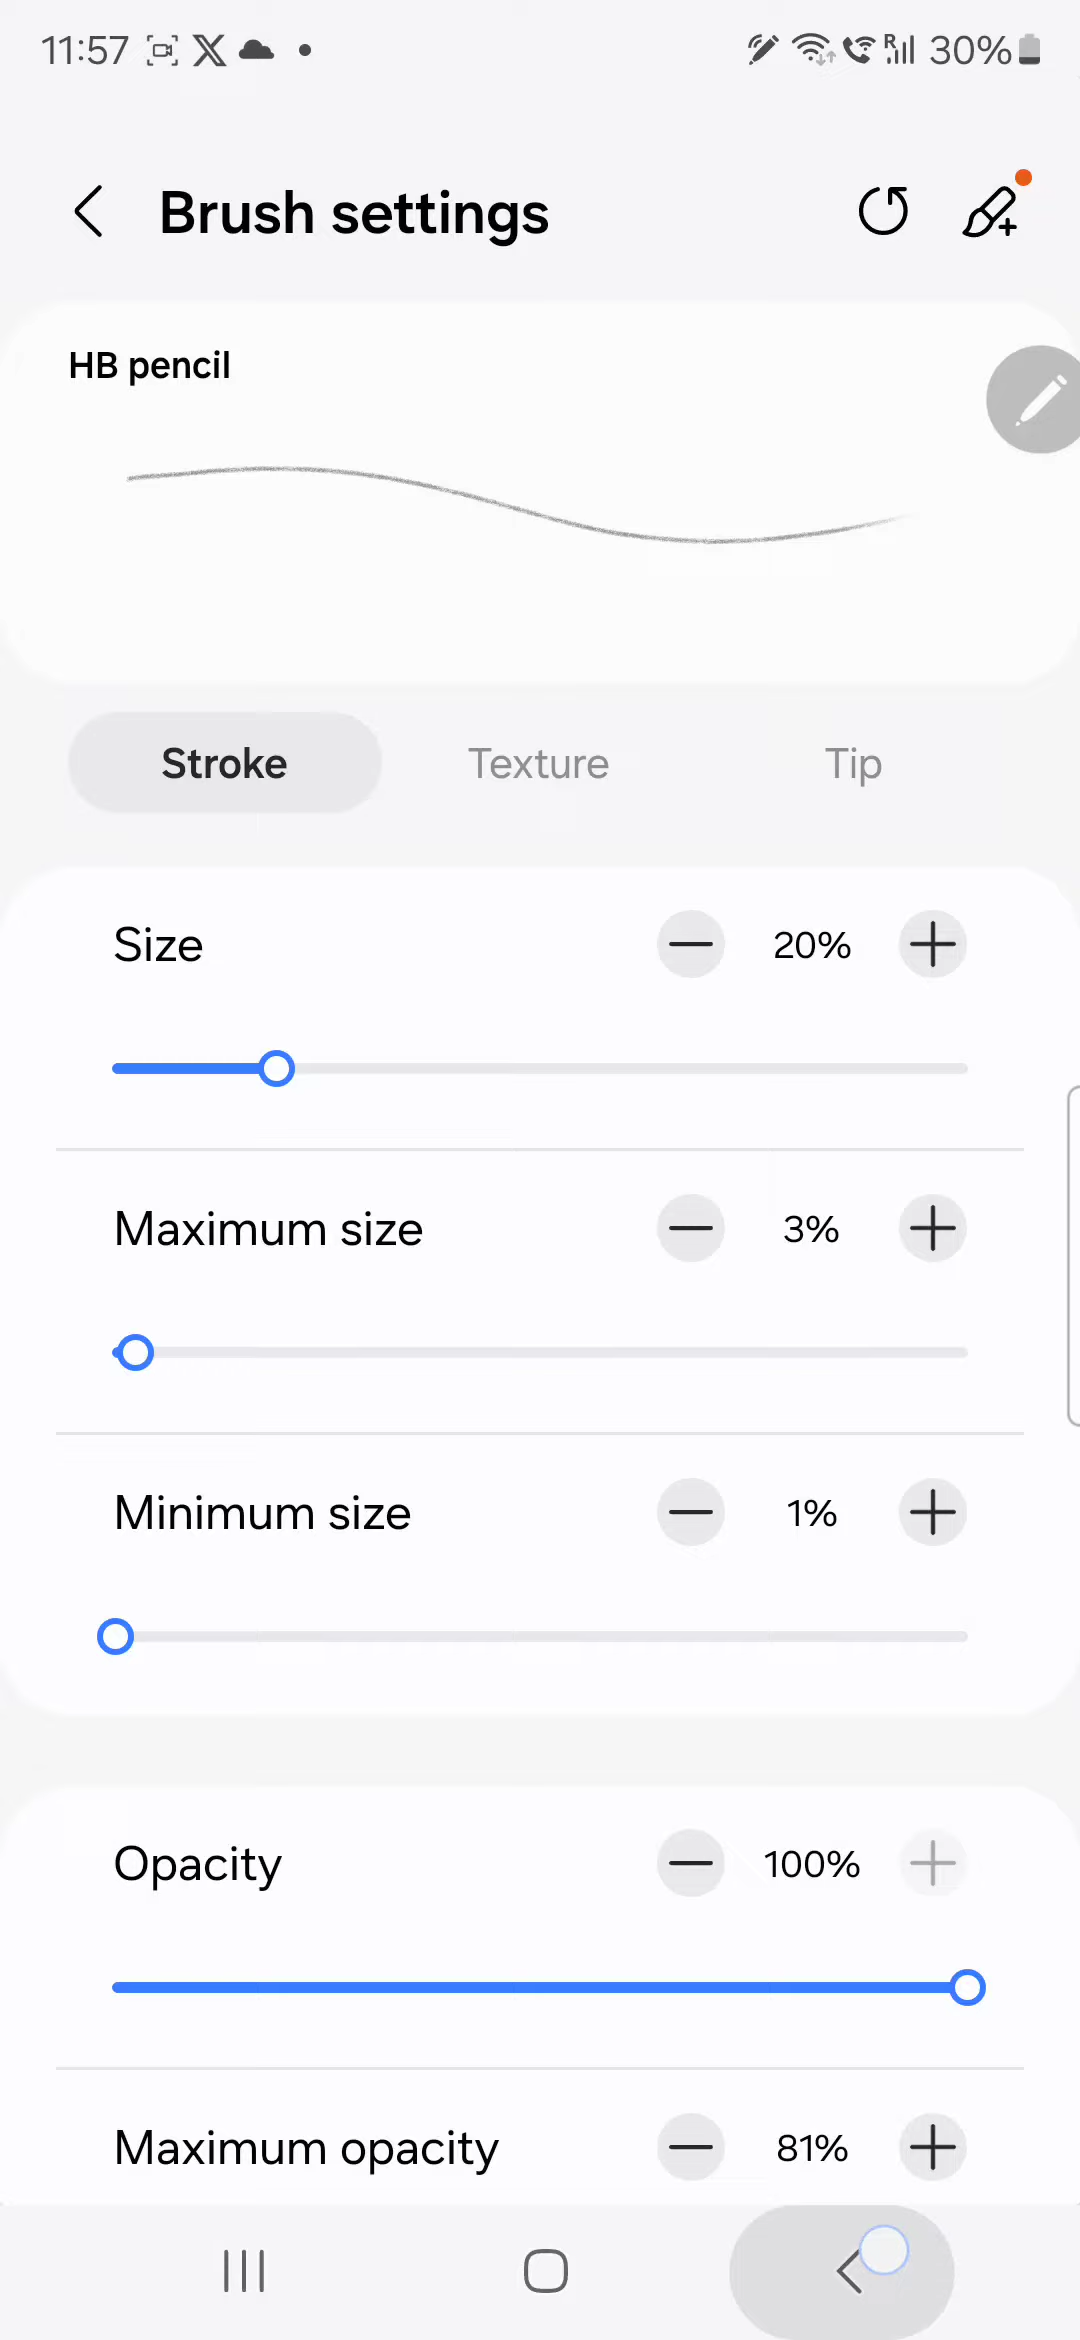 11:57 30%
Brush settings
HB pencil
Stroke Texture Tip
Size 20%
Maximum size 3%
Minimum size 1%
Opacity 100%
Maximum opacity 81%